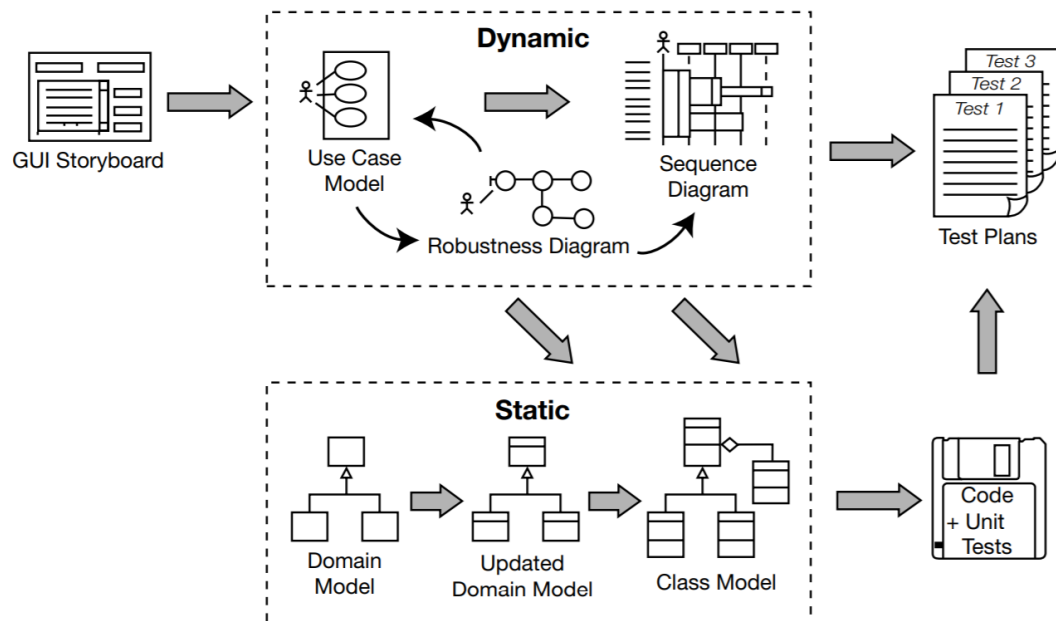 Dynamic
GUI Storyboard
Use Case
Model
Sequence
Diagram
Robustness Diagram
Test 3
Test 2
Test 1
Test Plans
Static
Domain
Model
Updated
Domain Model
Class Model
Code
+ Unit
Tests